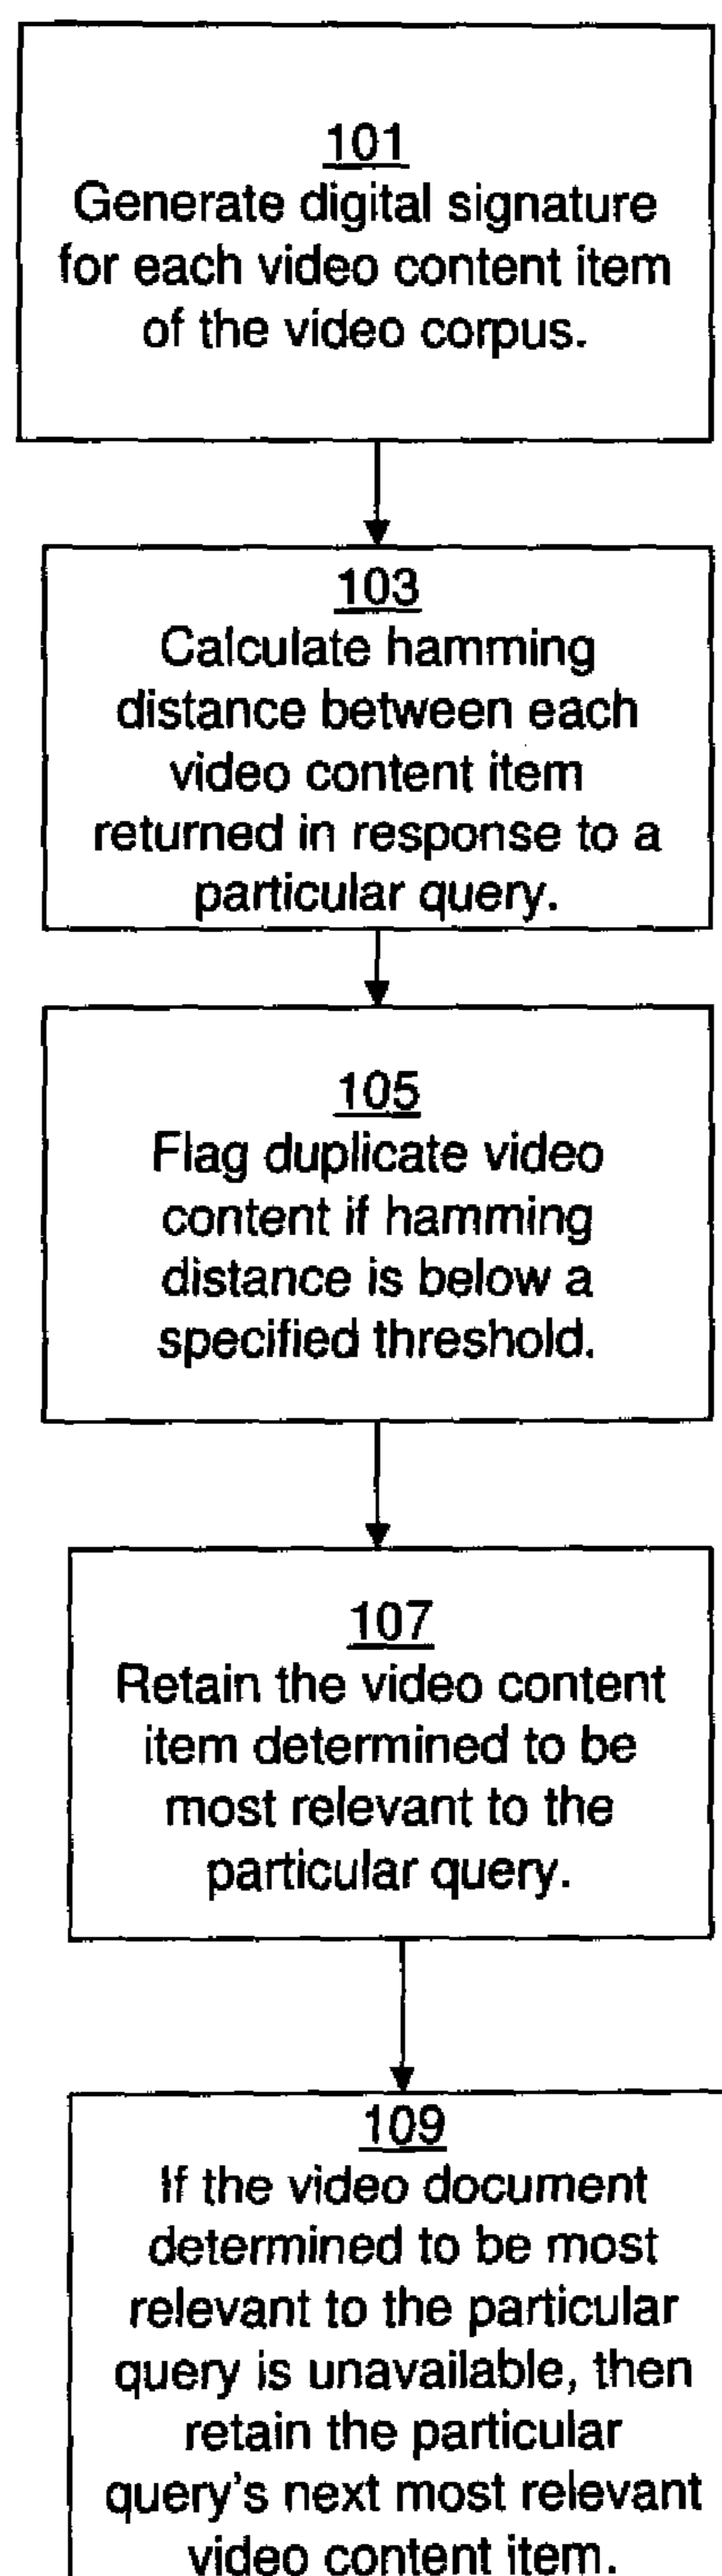 101
Generate digital signature
for each video content item
of the video corpus.
103
Calculate hamming
distance between each
video content item
returned in response to a
particular query.
105
Flag duplicate video
content if hamming
distance is below a
specified threshold.
107
Retain the video content
item determined to be
most relevant to the
particular query.
109
If the video document
determined to be most
relevant to the particular
query is unavailable, then
retain the particular
query's next most relevant
video content item.